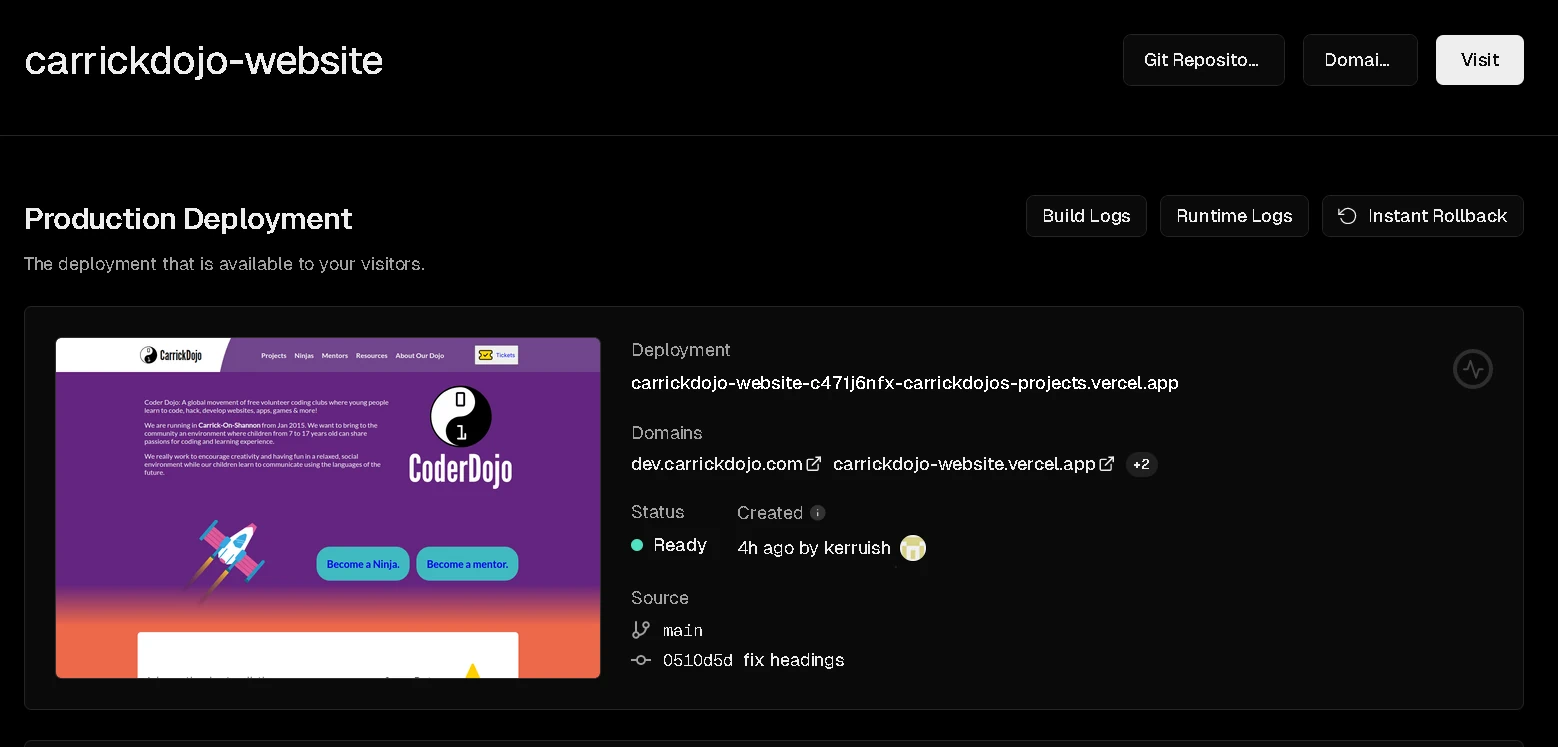 carrickdojo-website
Git Reposito...
Domai...
Visit
Production Deployment
Build Logs
Runtime Logs
Instant Rollback
The deployment that is available to your visitors.
CarrickDojo
Projects
Ninjas
Mentors
Resources
About Our Dojo
Tickets
Coder Dojo: A global movement of free volunteer coding clubs where young people
learn to code, hack, develop websites, apps, games & more!
We are running in Carrick-On-Shannon from Jan 2015. We want to bring to the
community an environment where children from 7 to 17 years old can share
passions for coding and learning experience.
We really work to encourage creativity and having fun in a relaxed, social
environment while our children learn to communicate using the languages of the
future.
0
1
CoderDojo
Become a Ninja.
Become a mentor.
Deployment
carrickdojo-website-c471j6nfx-carrickdojos-projects.vercel.app
Domains
dev.carrickdojo.com
carrickdojo-website.vercel.app
+2
Status
Created
Ready
4h ago by kerruish
Source
main
0510d5d fix headings